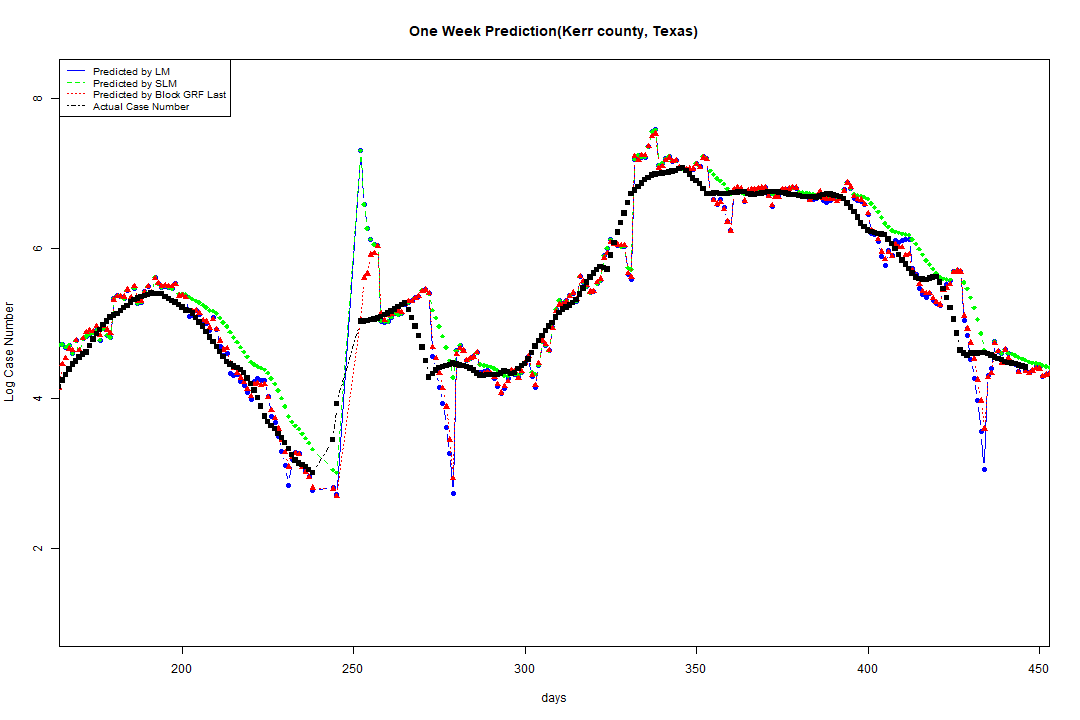 One Week Prediction(Kerr county, Texas)
Predicted by LM
Predicted by SLM
Predicted by Block GRF Last
Actual Case Number
8
6
4
2
Log Case Number
200 250 300 350 400 450
days